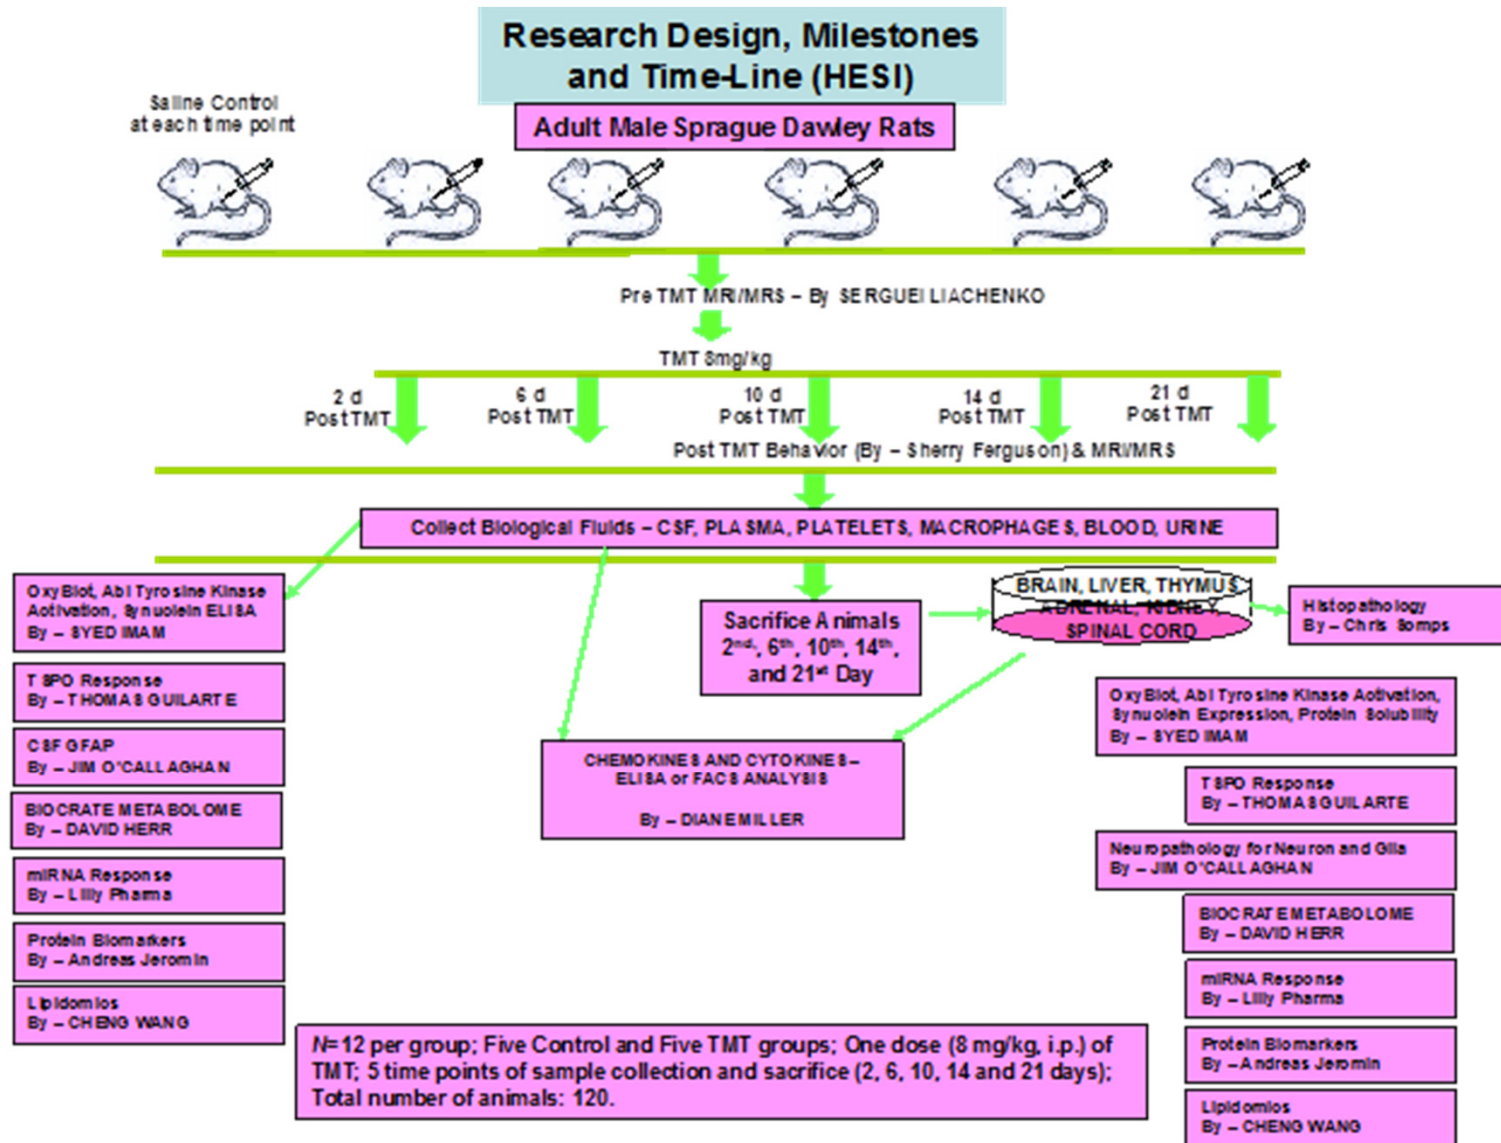 Research Design, Milestones
and Time-Line (HESI)
Saline Control
at each time point
Adult Male Sprague Dawley Rats
Pre TMT MRI/MRS – By SERGUEI LIACHENKO
TMT 8mg/kg
2 d
Post TMT
6 d
Post TMT
10 d
Post TMT
14 d
Post TMT
21 d
Post TMT
Post TMT Behavior (By – Sherry Ferguson) & MRI/MRS
Collect Biological Fluids – CSF, PLASMA, PLATELETS, MACROPHAGES, BLOOD, URINE
OxyBlot, Abl Tyrosine Kinase
Activation, Synuclein ELISA
By – SYED IMAM
TSPO Response
By – THOMAS GUILARTE
CSF GFAP
By – JIM O'CALLAGHAN
BIOCRATE METABOLOME
By – DAVID HERR
miRNA Response
By – Lilly Pharma
Protein Biomarkers
By – Andreas Jeromin
Lipidomics
By – CHENG WANG
Sacrifice Animals
2nd, 6th, 10th, 14th,
and 21st Day
BRAIN, LIVER, THYMUS
ADRENAL, KIDNEY,
SPINAL CORD
Histopathology
By – Chris Somps
CHEMOKINES AND CYTOKINES–
ELISA or FACS ANALYSIS
By – DIANE MILLER
OxyBlot, Abl Tyrosine Kinase Activation,
Synuclein Expression, Protein Solubility
By – SYED IMAM
TSPO Response
By – THOMAS GUILARTE
Neuropathology for Neuron and Glia
By – JIM O'CALLAGHAN
BIOCRATE METABOLOME
By – DAVID HERR
miRNA Response
By – Lilly Pharma
Protein Biomarkers
By – Andreas Jeromin
Lipidomics
By – CHENG WANG
N=12 per group; Five Control and Five TMT groups; One dose (8 mg/kg, i.p.) of
TMT; 5 time points of sample collection and sacrifice (2, 6, 10, 14 and 21 days);
Total number of animals: 120.